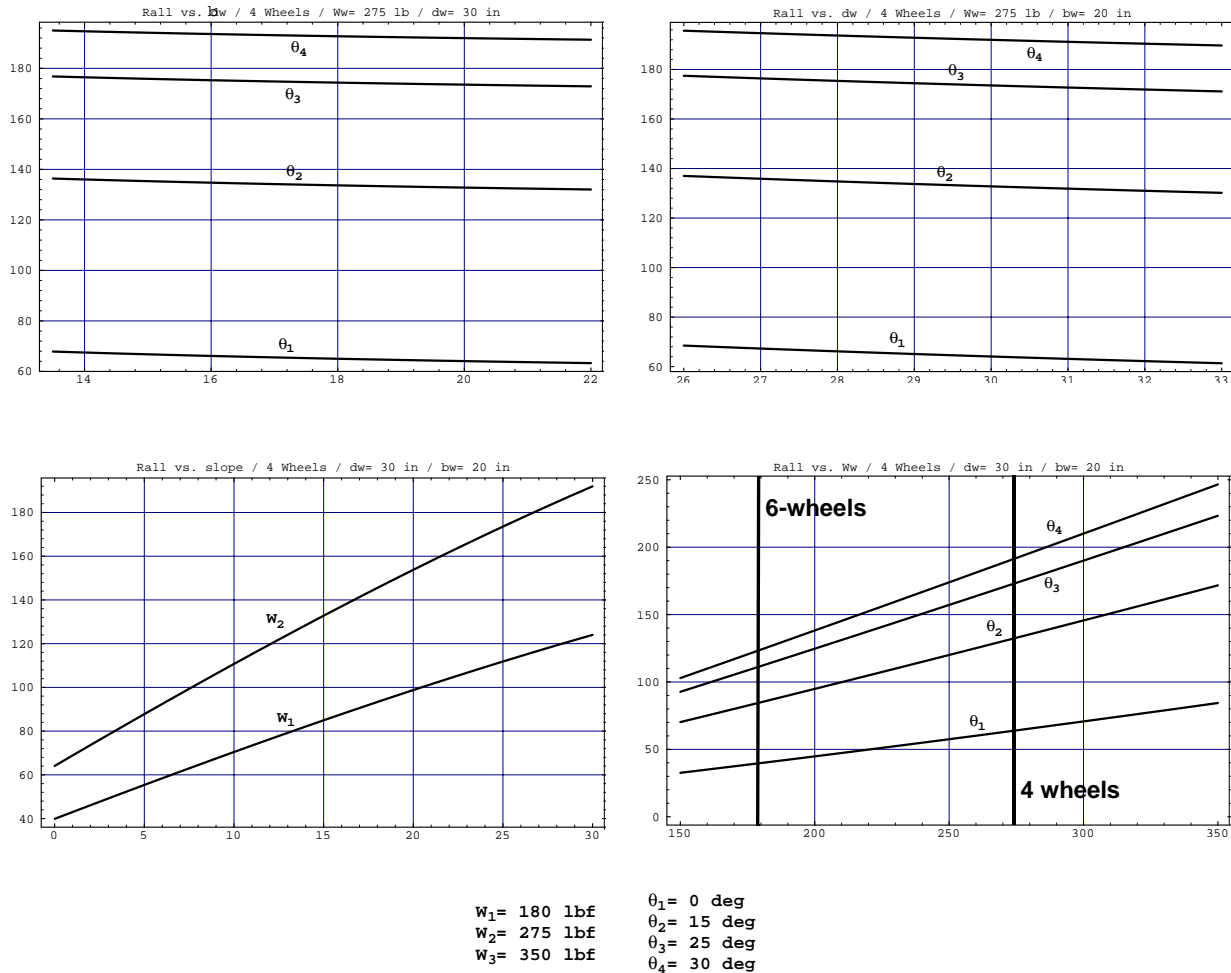 Rall vs. dw / 4 Wheels / Ww= 275 lb / dw= 30 in
b
θ4
θ3
θ2
θ1
180
160
140
120
100
80
60
14 16 18 20 22
Rall vs. dw / 4 Wheels / Ww= 275 lb / bw= 20 in
θ4
θ3
θ2
θ1
180
160
140
120
100
80
60
26 27 28 29 30 31 32 33
Rall vs. slope / 4 Wheels / dw= 30 in / bw= 20 in
W2
W1
180
160
140
120
100
80
60
40
0 5 10 15 20 25 30
Rall vs. Ww / 4 Wheels / dw= 30 in / bw= 20 in
6-wheels
θ4
θ3
θ2
θ1
4 wheels
250
200
150
100
50
0
150 200 250 300 350
W1= 180 lbf
W2= 275 lbf
W3= 350 lbf
θ1= 0 deg
θ2= 15 deg
θ3= 25 deg
θ4= 30 deg